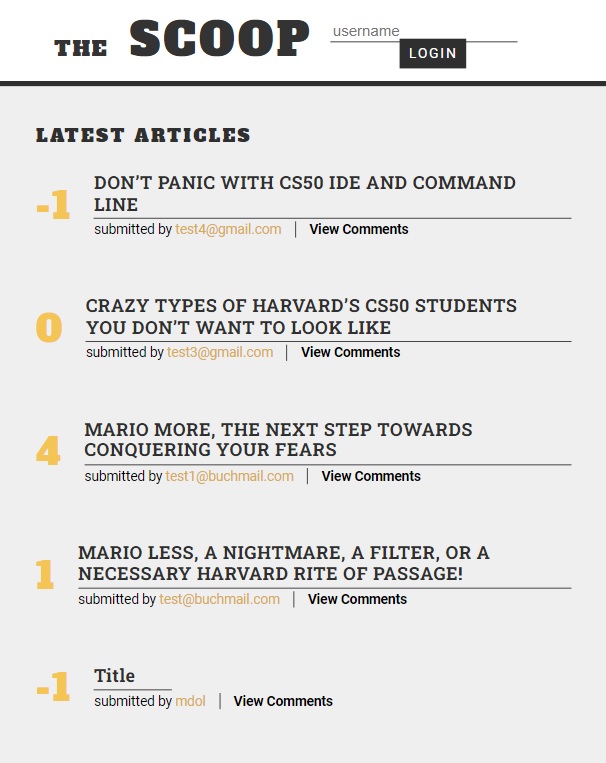 THE SCOOP
username
LOGIN
LATEST ARTICLES
-1
DON'T PANIC WITH CS50 IDE AND COMMAND
LINE
submitted by test4@gmail.com | View Comments
0
CRAZY TYPES OF HARVARD'S CS50 STUDENTS
YOU DON'T WANT TO LOOK LIKE
submitted by test3@gmail.com | View Comments
4
MARIO MORE, THE NEXT STEP TOWARDS
CONQUERING YOUR FEARS
submitted by test1@buchmail.com | View Comments
1
MARIO LESS, A NIGHTMARE, A FILTER, OR A
NECESSARY HARVARD RITE OF PASSAGE!
submitted by test@buchmail.com | View Comments
-1
Title
submitted by mdol | View Comments